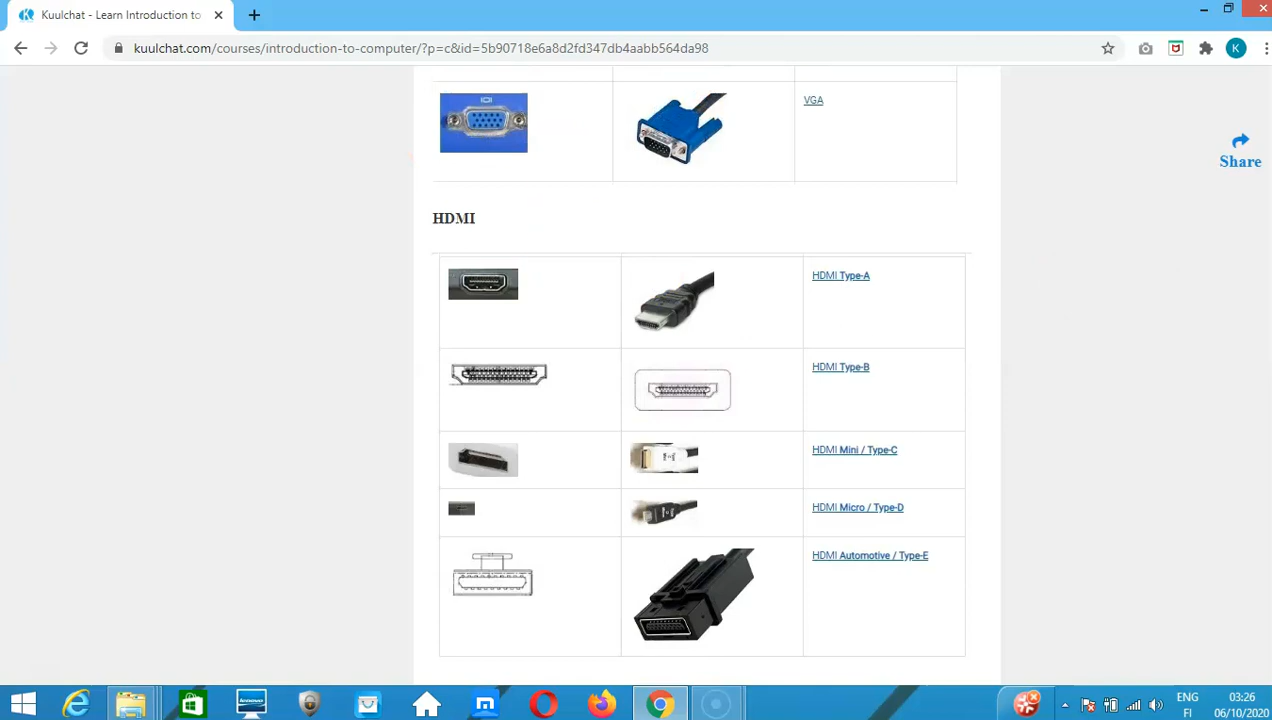 Kuulchat - Learn Introduction to
kuulchat.com/courses/introduction-to-computer/?p=c&id=5b90718e6a8d2fd347db4aabb564da98
K
VGA
Share
HDMI
HDMI Type-A
HDMI Type-B
HDMI Mini / Type-C
HDMI Micro / Type-D
HDMI Automotive / Type-E
ENG
FI
03:26
06/10/2020